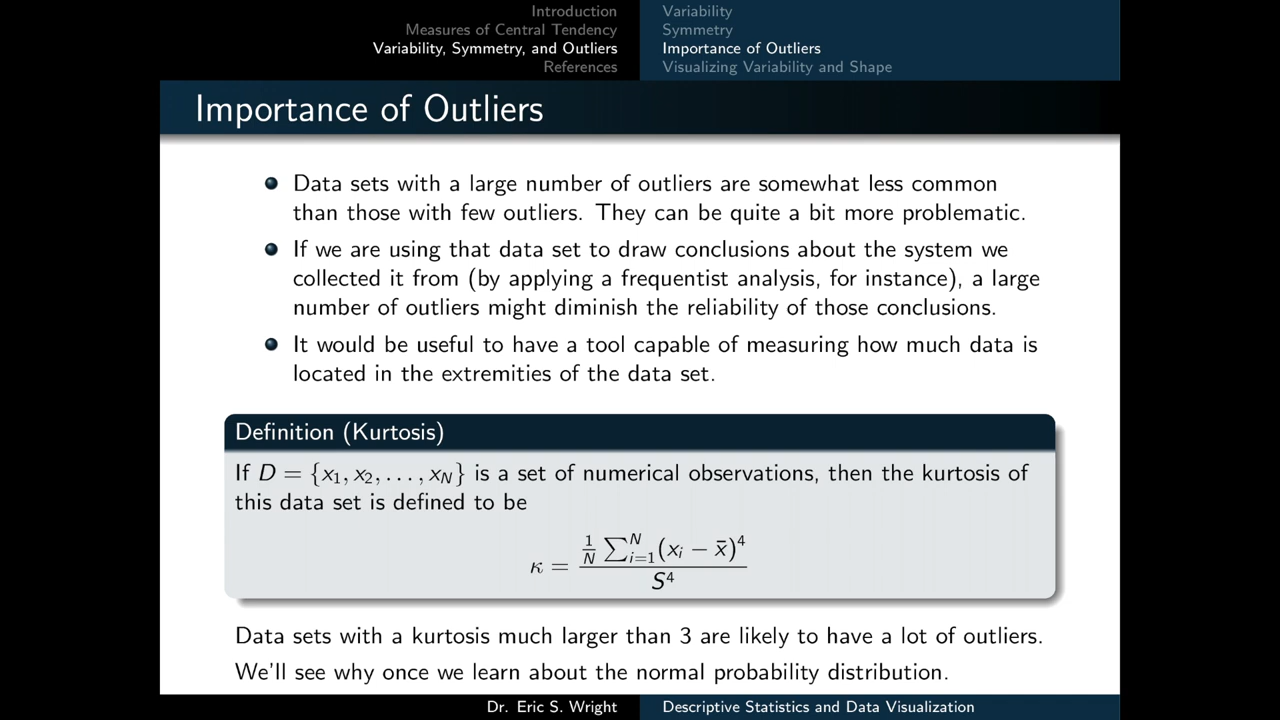 Introduction
Measures of Central Tendency
Variability, Symmetry, and Outliers
References
Variability
Symmetry
Importance of Outliers
Visualizing Variability and Shape
Importance of Outliers
Data sets with a large number of outliers are somewhat less common
than those with few outliers. They can be quite a bit more problematic.
If we are using that data set to draw conclusions about the system we
collected it from (by applying a frequentist analysis, for instance), a large
number of outliers might diminish the reliability of those conclusions.
It would be useful to have a tool capable of measuring how much data is
located in the extremities of the data set.
Definition (Kurtosis)
If D = {x₁, x₂, . . . , x_N} is a set of numerical observations, then the kurtosis of
this data set is defined to be
κ = \frac{\frac{1}{N} \sum_{i=1}^{N} (x_i − \bar{x})^4}{S^4}
Data sets with a kurtosis much larger than 3 are likely to have a lot of outliers.
We'll see why once we learn about the normal probability distribution.
Dr. Eric S. Wright
Descriptive Statistics and Data Visualization